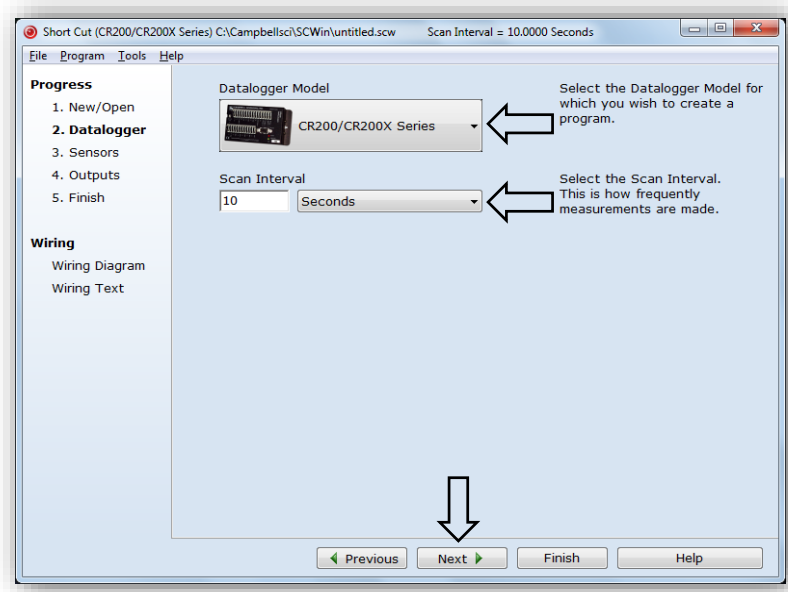 Short Cut (CR200/CR200X Series) C:\Campbellsci\SCWin\untitled.scw Scan Interval = 10.0000 Seconds
File Program Tools Help
Progress
1. New/Open
2. Datalogger
3. Sensors
4. Outputs
5. Finish
Wiring
Wiring Diagram
Wiring Text
Datalogger Model
CR200/CR200X Series
Select the Datalogger Model for
which you wish to create a
program.
Scan Interval
10 Seconds
Select the Scan Interval.
This is how frequently
measurements are made.
Previous Next Finish Help